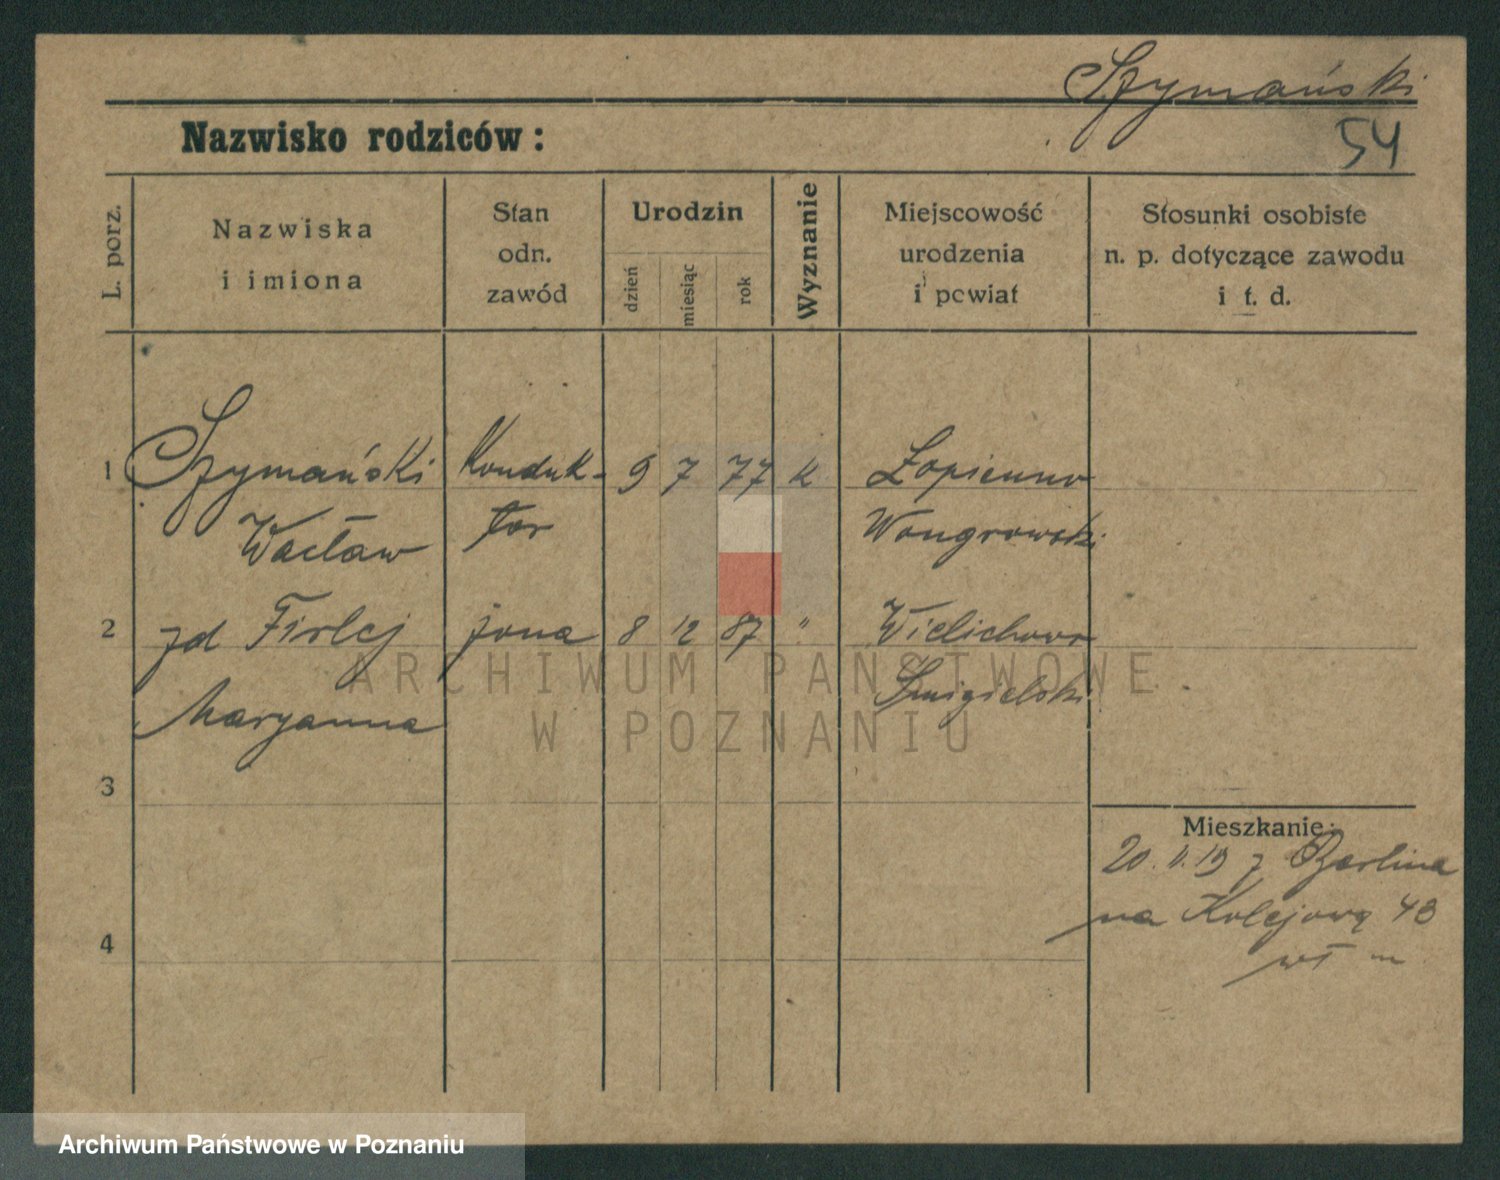 Szymański
Nazwisko rodziców:
54
L. porz.
Nazwiska
i imiona
Stan
odn.
zawód
Urodzin
dzień
miesiąc
rok
Wyznanie
Miejscowość
urodzenia
i powiat
Stosunki osobiste
n. p. dotyczące zawodu
i t. d.
1 Szymański Konduk- 9 7 77 k Łopienno
Wacław tor Wongrowski
2 zd Firlej żona 8 12 87 " Wielichowo
Maryanna Śmigielski
3
Mieszkanie:
20. II. 19 z Berlina
na Kolejową 43
4
ARCHIWUM PAŃSTWOWE
W POZNANIU
Archiwum Państwowe w Poznaniu